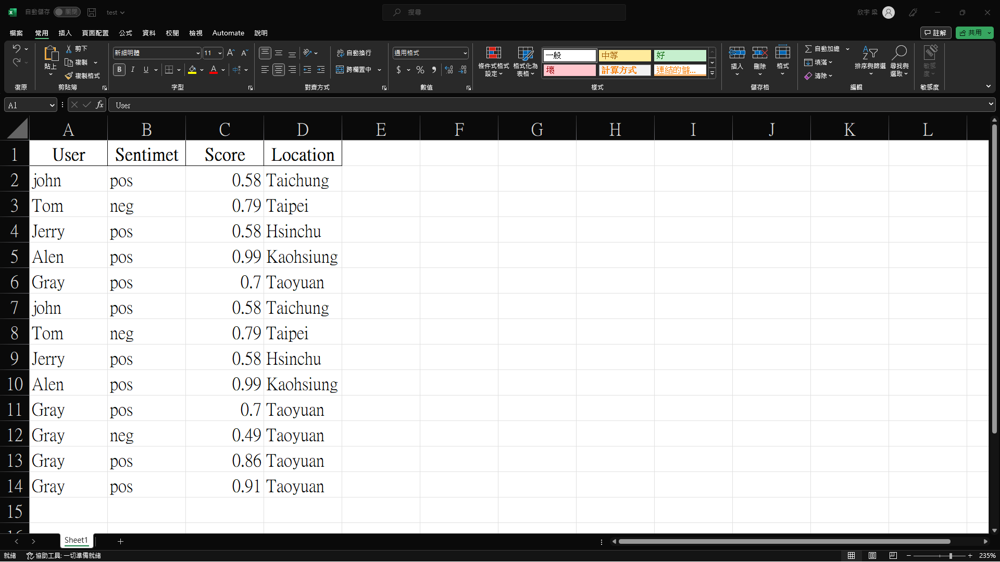 自動儲存 關閉 test 搜尋 欣宇 梁
檔案 常用 插入 頁面配置 公式 資料 校閱 檢視 Automate 說明 註解 共用
剪下
複製
複製格式
貼上
新細明體 11
B I U
自動換行
跨欄置中
通用格式
$ % 9
條件式格式設定 格式化為表格
一般 中等 好
壞 計算方式 連結的儲...
插入 刪除 格式
自動加總
填滿
清除
排序與篩選 尋找與選取 敏感度
復原 剪貼簿 字型 對齊方式 數值 樣式 儲存格 編輯 敏感度
A1 fx User
A B C D E F G H I J K L
1 User Sentimet Score Location
2 john pos 0.58 Taichung
3 Tom neg 0.79 Taipei
4 Jerry pos 0.58 Hsinchu
5 Alen pos 0.99 Kaohsiung
6 Gray pos 0.7 Taoyuan
7 john pos 0.58 Taichung
8 Tom neg 0.79 Taipei
9 Jerry pos 0.58 Hsinchu
10 Alen pos 0.99 Kaohsiung
11 Gray pos 0.7 Taoyuan
12 Gray neg 0.49 Taoyuan
13 Gray pos 0.86 Taoyuan
14 Gray pos 0.91 Taoyuan
15
16
Sheet1
就緒 協助工具: 一切準備就緒 235%